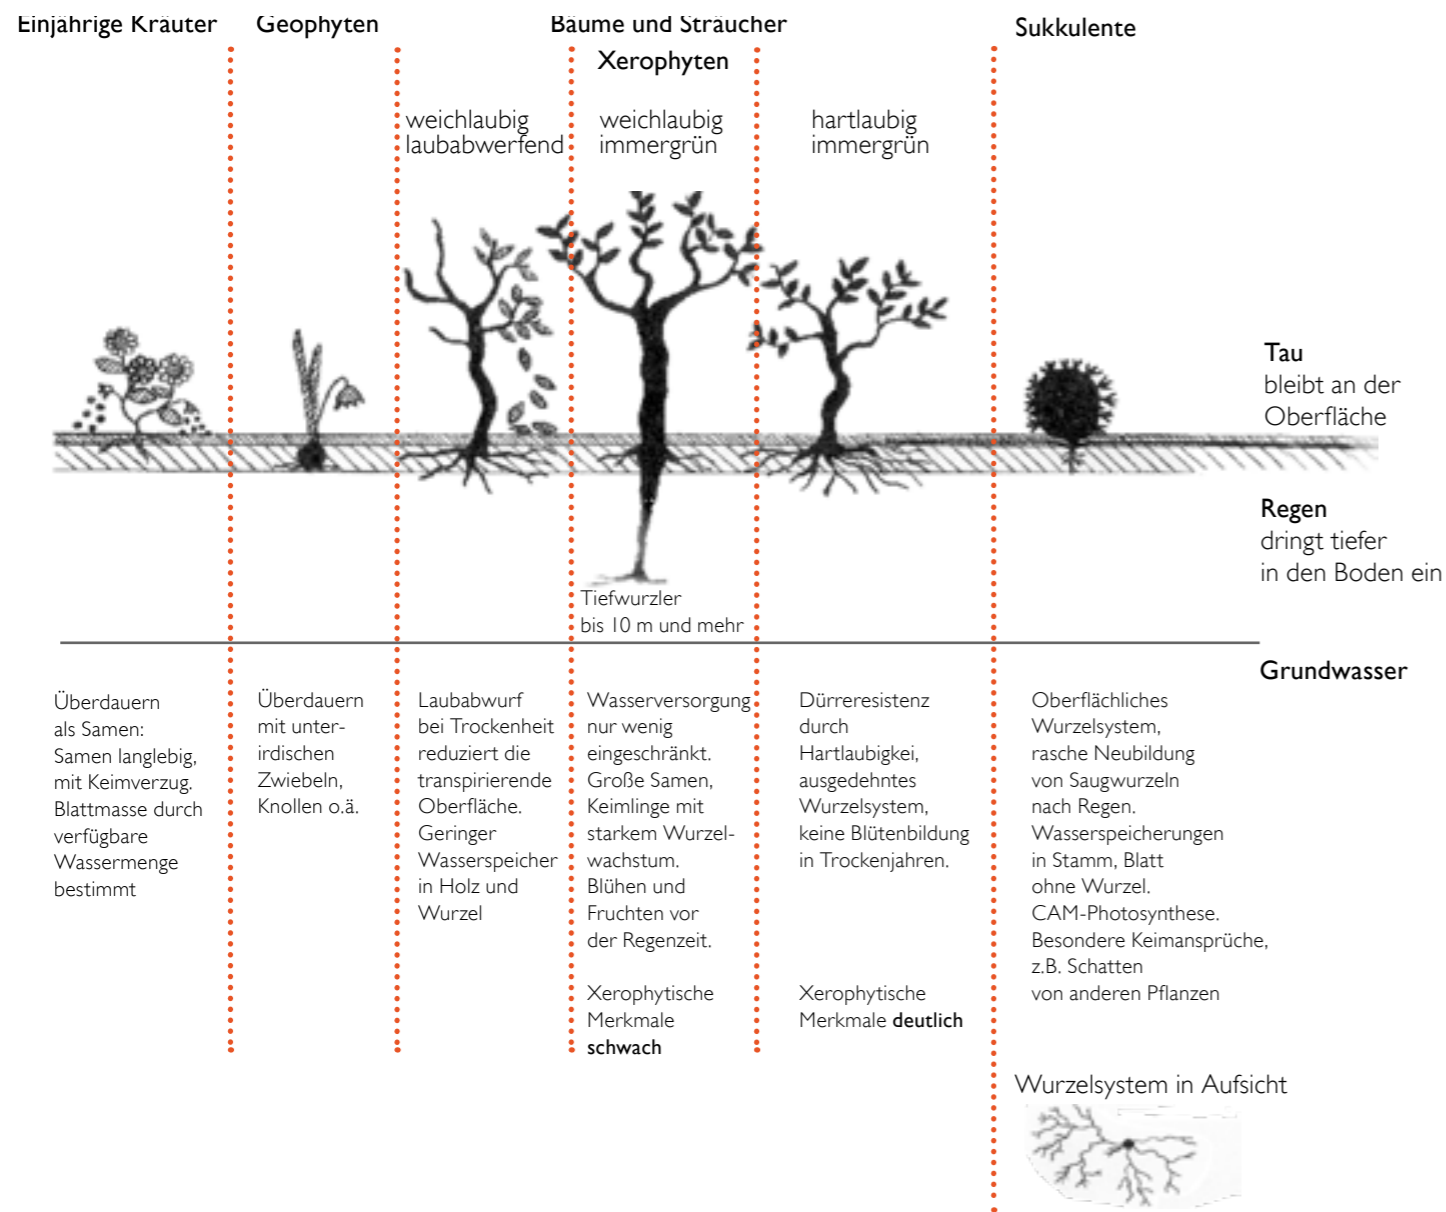 Einjährige Kräuter
Geophyten
Bäume und Sträucher
Xerophyten
Sukkulente
weichlaubig
laubabwerfend
weichlaubig
immergrün
hartlaubig
immergrün
Tau
bleibt an der
Oberfläche
Regen
dringt tiefer
in den Boden ein
Tiefwurzler
bis 10 m und mehr
Grundwasser
Überdauern
als Samen:
Samen langlebig,
mit Keimverzug.
Blattmasse durch
verfügbare
Wassermenge
bestimmt
Überdauern
mit unter-
irdischen
Zwiebeln,
Knollen o.ä.
Laubabwurf
bei Trockenheit
reduziert die
transpirierende
Oberfläche.
Geringer
Wasserspeicher
in Holz und
Wurzel
Wasserversorgung
nur wenig
eingeschränkt.
Große Samen,
Keimlinge mit
starkem Wurzel-
wachstum.
Blühen und
Fruchten vor
der Regenzeit.
Xerophytische
Merkmale
schwach
Dürreresistenz
durch
Hartlaubigkei,
ausgedehntes
Wurzelsystem,
keine Blütenbildung
in Trockenjahren.
Xerophytische
Merkmale deutlich
Oberflächliches
Wurzelsystem,
rasche Neubildung
von Saugwurzeln
nach Regen.
Wasserspeicherungen
in Stamm, Blatt
ohne Wurzel.
CAM-Photosynthese.
Besondere Keimansprüche,
z.B. Schatten
von anderen Pflanzen
Wurzelsystem in Aufsicht